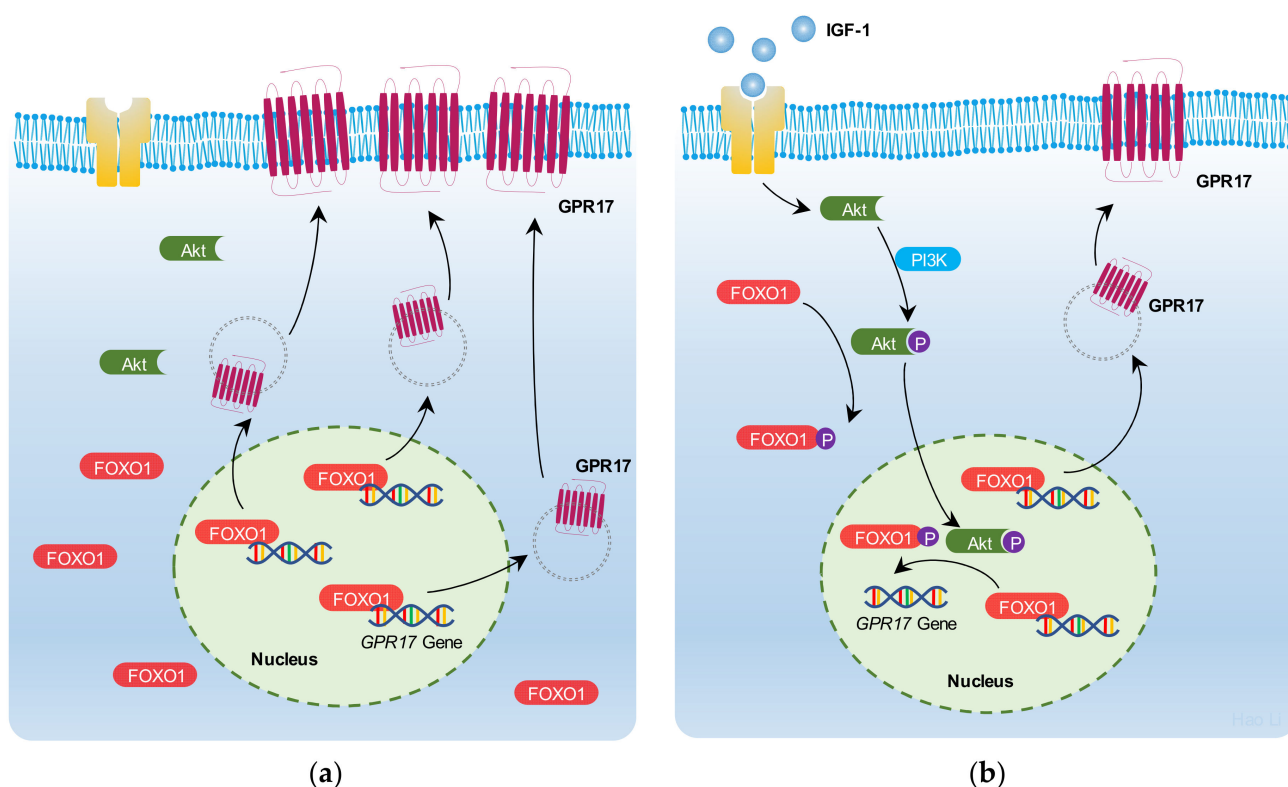 GPR17
Akt
Akt
GPR17
FOXO1
FOXO1
FOXO1
FOXO1
FOXO1
GPR17 Gene
Nucleus
FOXO1
FOXO1
(a)
IGF-1
GPR17
Akt
PI3K
FOXO1
GPR17
Akt P
FOXO1 P
FOXO1
FOXO1 P
Akt P
FOXO1
GPR17 Gene
Nucleus
Hao Li
(b)